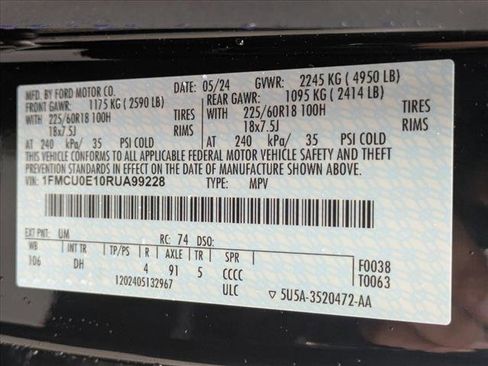 MFD. BY FORD MOTOR CO. DATE: 05/24 GVWR: 2245 KG ( 4950 LB)
FRONT GAWR: 1175 KG ( 2590 LB) REAR GAWR: 1095 KG ( 2414 LB)
WITH 225/60R18 100H TIRES WITH 225/60R18 100H TIRES
18x7.5J RIMS 18x7.5J RIMS
AT 240 kPa/ 35 PSI COLD AT 240 kPa/ 35 PSI COLD
THIS VEHICLE CONFORMS TO ALL APPLICABLE FEDERAL MOTOR VEHICLE SAFETY AND THEFT
PREVENTION STANDARDS IN EFFECT ON THE DATE OF MANUFACTURE SHOWN ABOVE.
VIN: 1FMCU0E10RUA99228 TYPE: MPV
EXT PNT: UM RC: 74 DSO: F0038
WB INT TR TP/PS R AXLE TR SPR T0063
106 DH 4 91 5 CCCC
1202405132967 ULC ▽ 5U5A-3520472-AA